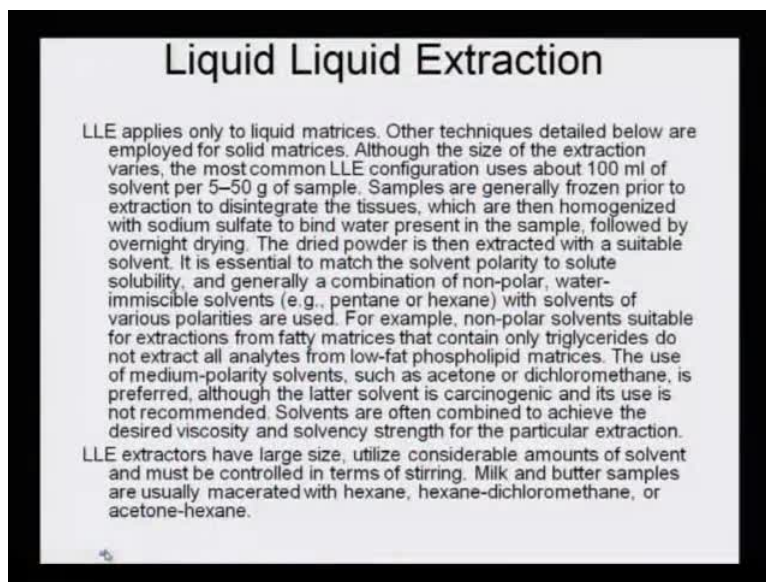 Liquid Liquid Extraction
LLE applies only to liquid matrices. Other techniques detailed below are
employed for solid matrices. Although the size of the extraction
varies, the most common LLE configuration uses about 100 ml of
solvent per 5–50 g of sample. Samples are generally frozen prior to
extraction to disintegrate the tissues, which are then homogenized
with sodium sulfate to bind water present in the sample, followed by
overnight drying. The dried powder is then extracted with a suitable
solvent. It is essential to match the solvent polarity to solute
solubility, and generally a combination of non-polar, water-
immiscible solvents (e.g., pentane or hexane) with solvents of
various polarities are used. For example, non-polar solvents suitable
for extractions from fatty matrices that contain only triglycerides do
not extract all analytes from low-fat phospholipid matrices. The use
of medium-polarity solvents, such as acetone or dichloromethane, is
preferred, although the latter solvent is carcinogenic and its use is
not recommended. Solvents are often combined to achieve the
desired viscosity and solvency strength for the particular extraction.
LLE extractors have large size, utilize considerable amounts of solvent
and must be controlled in terms of stirring. Milk and butter samples
are usually macerated with hexane, hexane-dichloromethane, or
acetone-hexane.